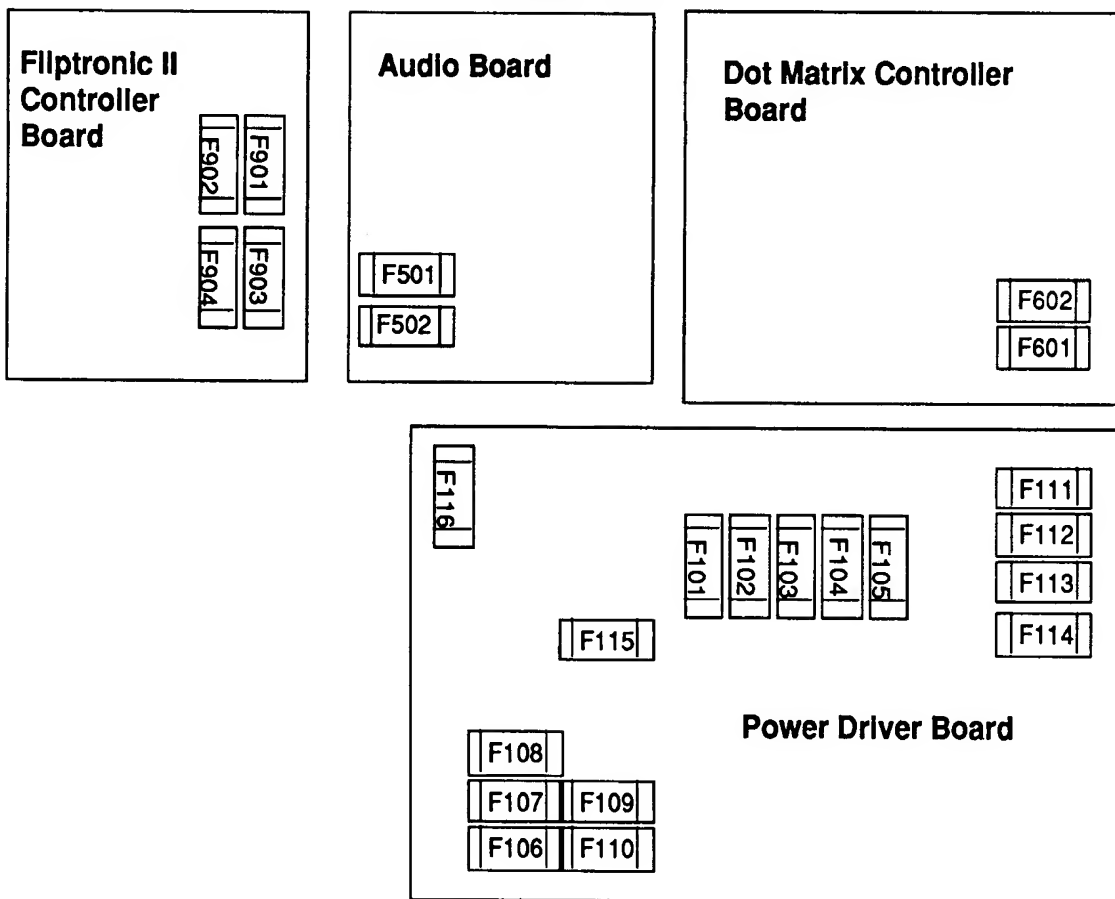 Fliptronic II
Controller
Board
F902
F901
F904
F903
Audio Board
F501
F502
Dot Matrix Controller
Board
F602
F601
F116
F101
F102
F103
F104
F105
F111
F112
F113
F114
F115
Power Driver Board
F108
F107
F109
F106
F110